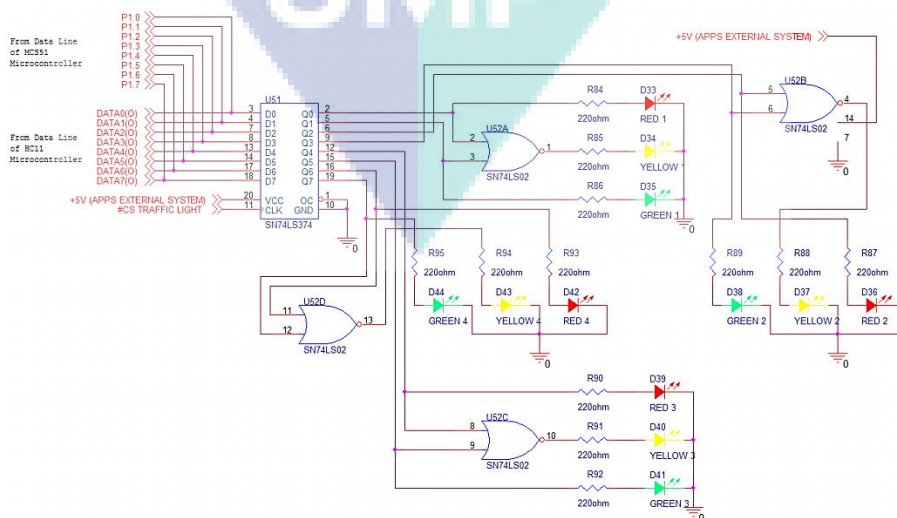 UMP
P1.0
P1.1
P1.2
P1.3
P1.4
P1.5
P1.6
P1.7
From Data Line
of MCS51
Microcontroller
DATA0(O)
DATA1(O)
DATA2(O)
DATA3(O)
DATA4(O)
DATA5(O)
DATA6(O)
DATA7(O)
From Data Line
of HC11
Microcontroller
+5V (APPS EXTERNAL SYSTEM)
#CS TRAFFIC LIGHT
U51
3 D0 Q0 2
4 D1 Q1 5
7 D2 Q2 6
8 D3 Q3 9
13 D4 Q4 12
14 D5 Q5 15
17 D6 Q6 16
18 D7 Q7 19
20 VCC OC 1
11 CLK GND 10
SN74LS374
0
U52A
2
3
1
SN74LS02
R84
220ohm
D33
RED 1
R85
220ohm
D34
YELLOW 1
R86
220ohm
D35
GREEN 1
0
+5V (APPS EXTERNAL SYSTEM)
U52B
5
6
4
14
SN74LS02
7
0
R95
220ohm
D44
GREEN 4
R94
220ohm
D43
YELLOW 4
R93
220ohm
D42
RED 4
0
R89
220ohm
D38
GREEN 2
R88
220ohm
D37
YELLOW 2
R87
220ohm
D36
RED 2
0
U52D
11
12
13
SN74LS02
U52C
8
9
10
SN74LS02
R90
220ohm
D39
RED 3
R91
220ohm
D40
YELLOW 3
R92
220ohm
D41
GREEN 3
0